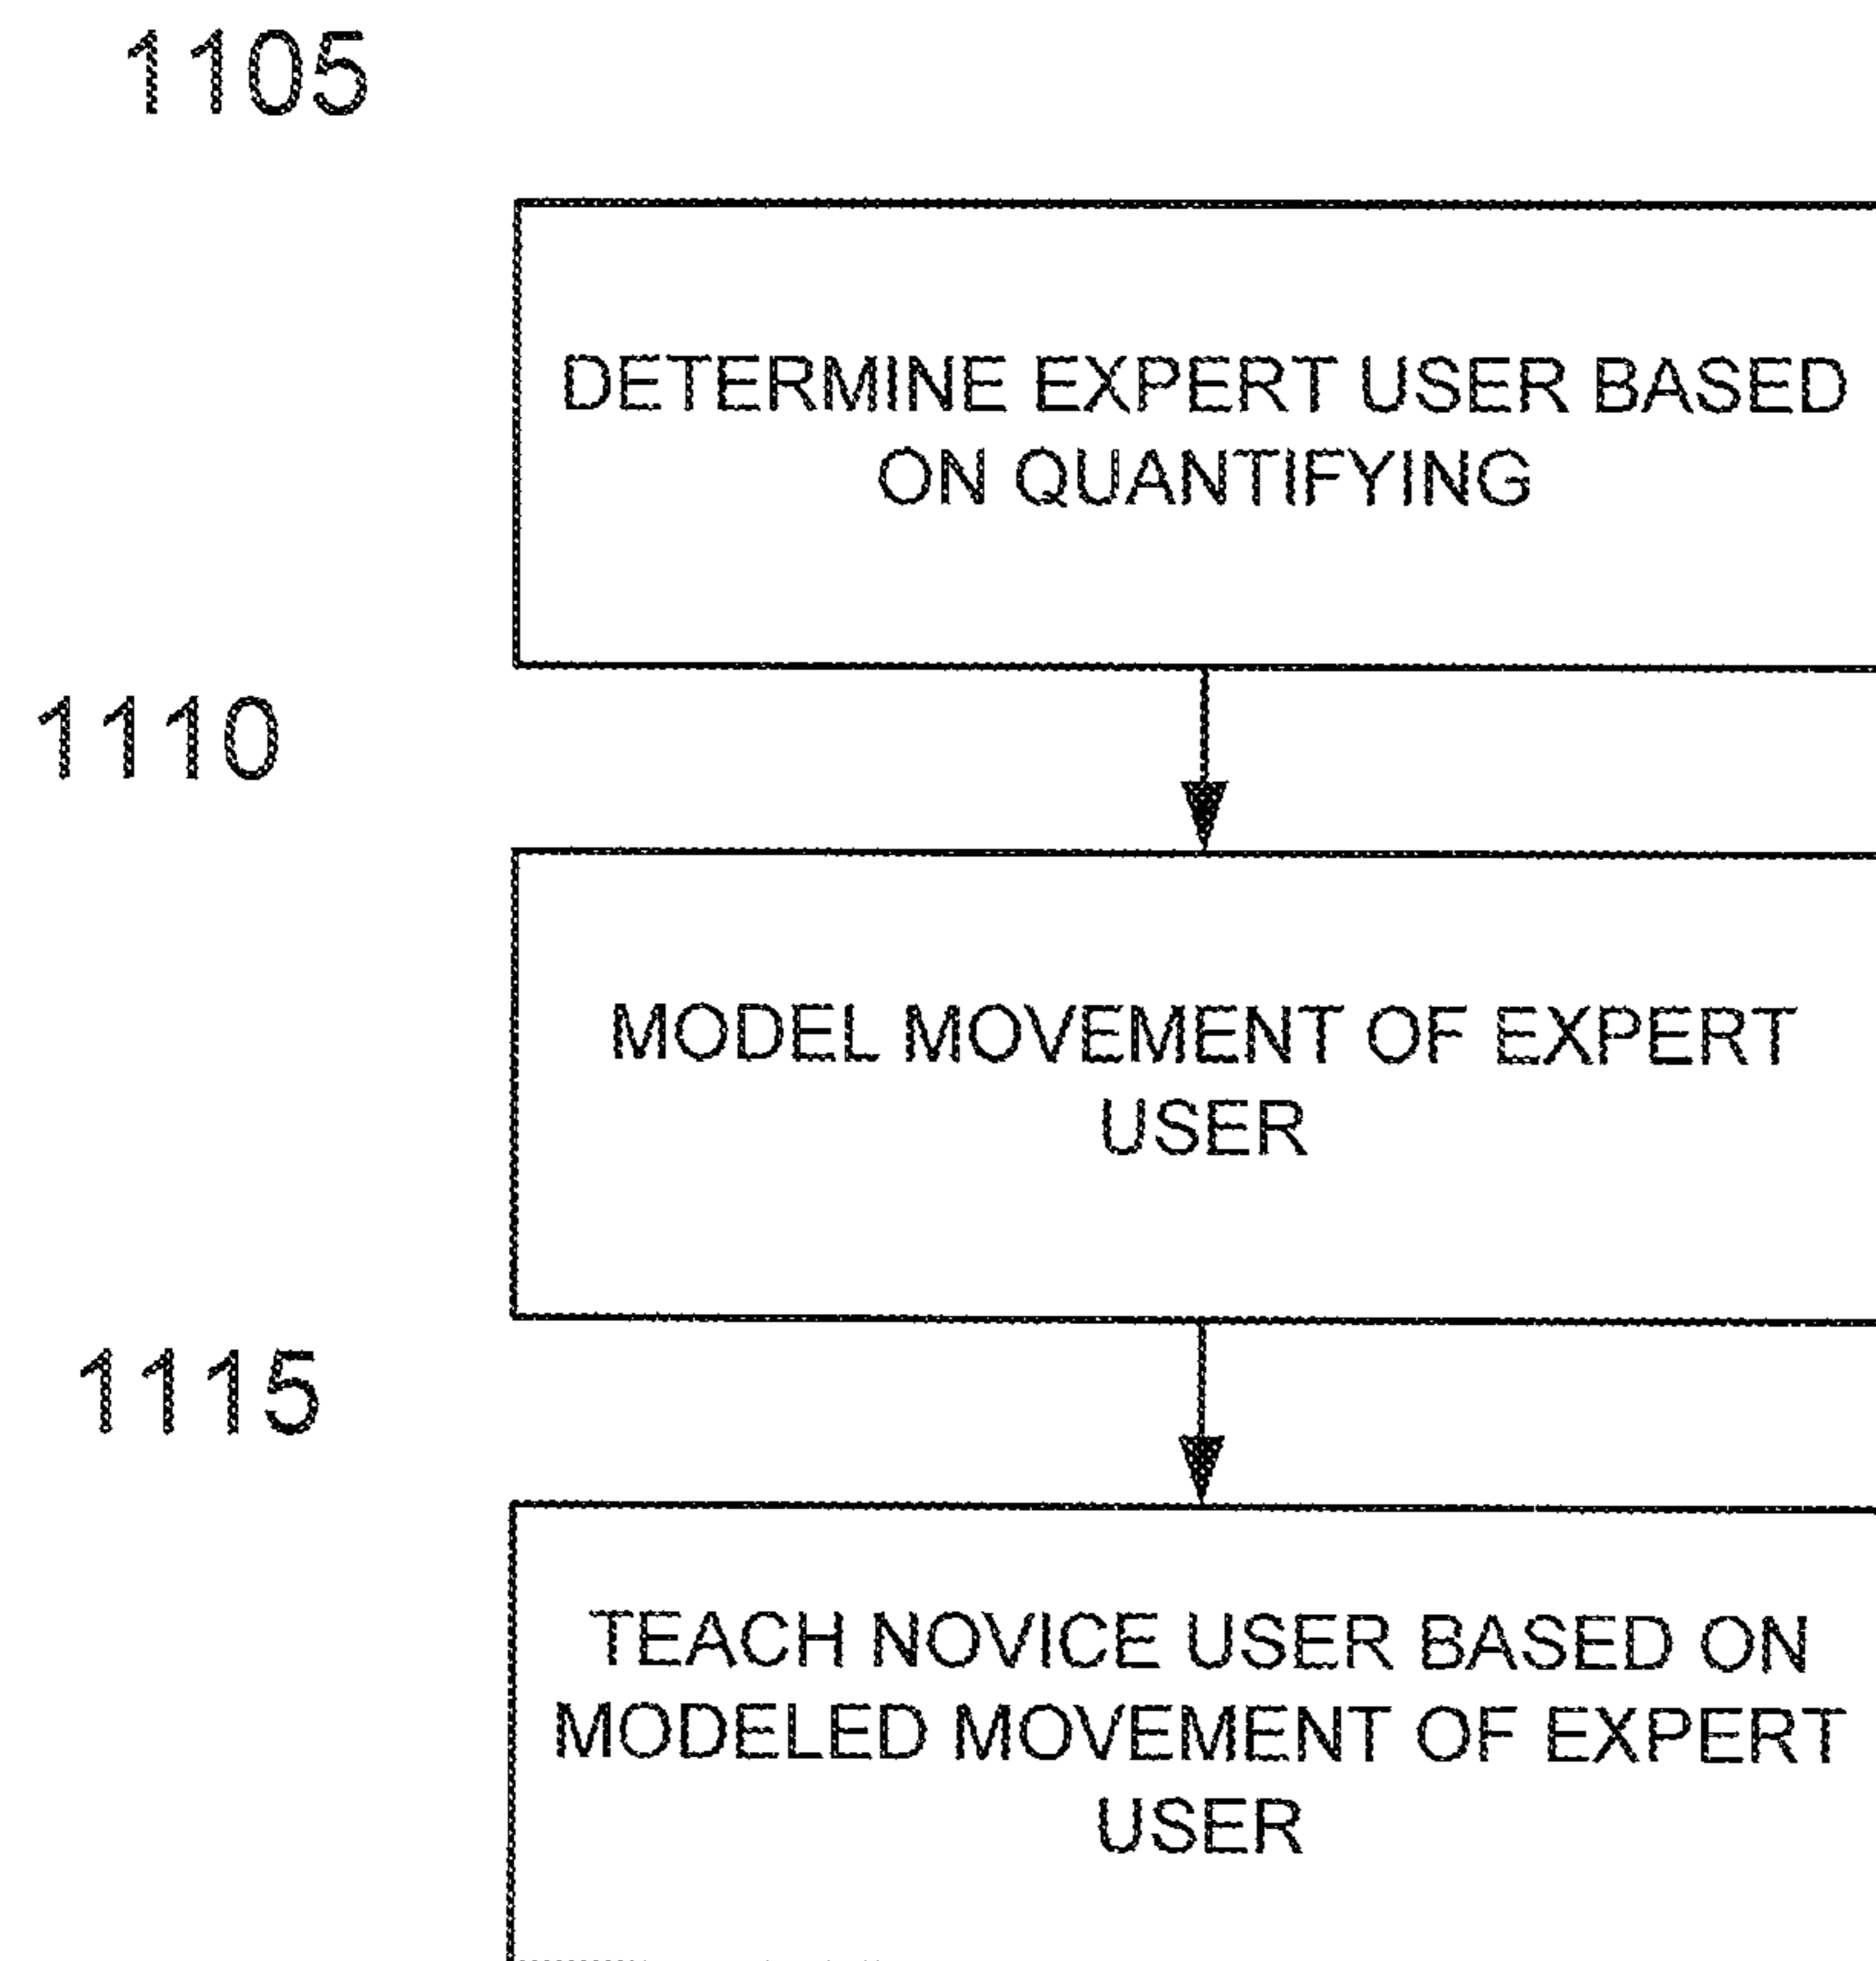 1105
DETERMINE EXPERT USER BASED
ON QUANTIFYING
1110
MODEL MOVEMENT OF EXPERT
USER
1115
TEACH NOVICE USER BASED ON
MODELED MOVEMENT OF EXPERT
USER